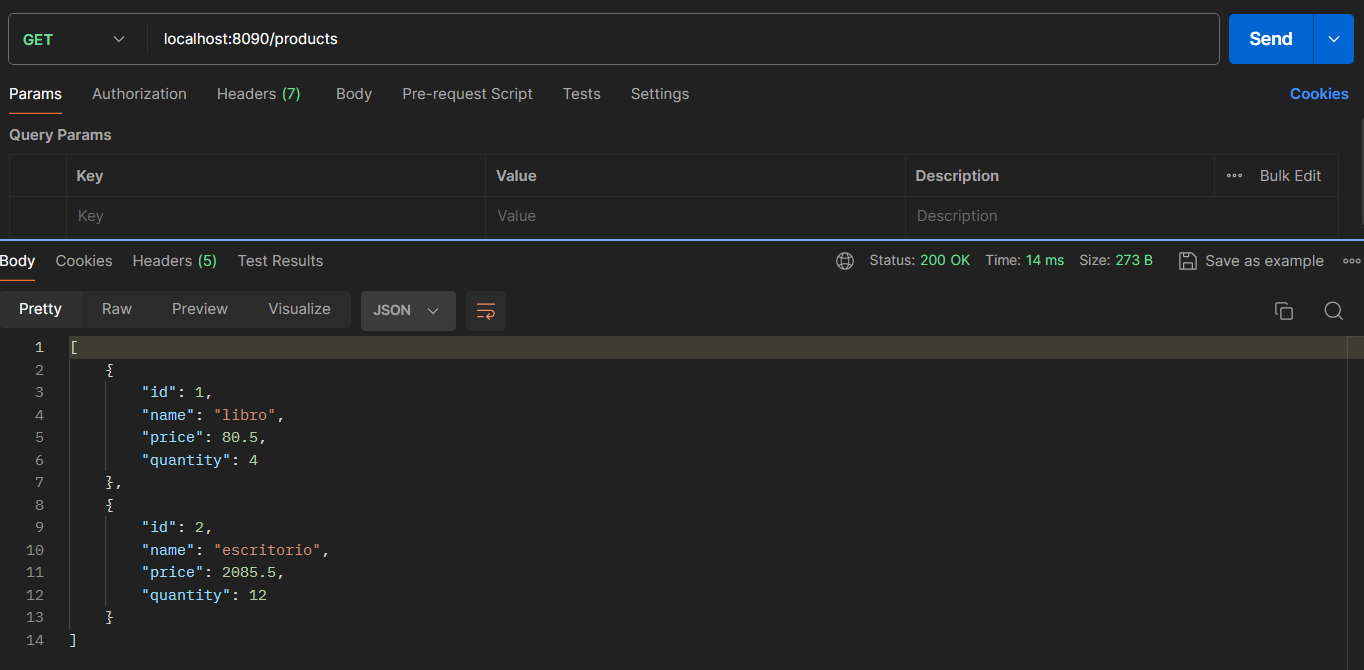 GET localhost:8090/products Send
Params Authorization Headers (7) Body Pre-request Script Tests Settings Cookies
Query Params
Key Value Description Bulk Edit
Key Value Description
Body Cookies Headers (5) Test Results Status: 200 OK Time: 14 ms Size: 273 B Save as example
Pretty Raw Preview Visualize JSON
1 [
2 {
3 "id": 1,
4 "name": "libro",
5 "price": 80.5,
6 "quantity": 4
7 },
8 {
9 "id": 2,
10 "name": "escritorio",
11 "price": 2085.5,
12 "quantity": 12
13 }
14 ]